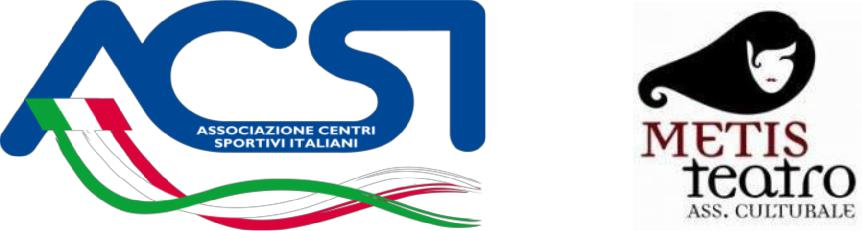 ACSI
ASSOCIAZIONE CENTRI
SPORTIVI ITALIANI
METIS
teatro
ASS. CULTURALE